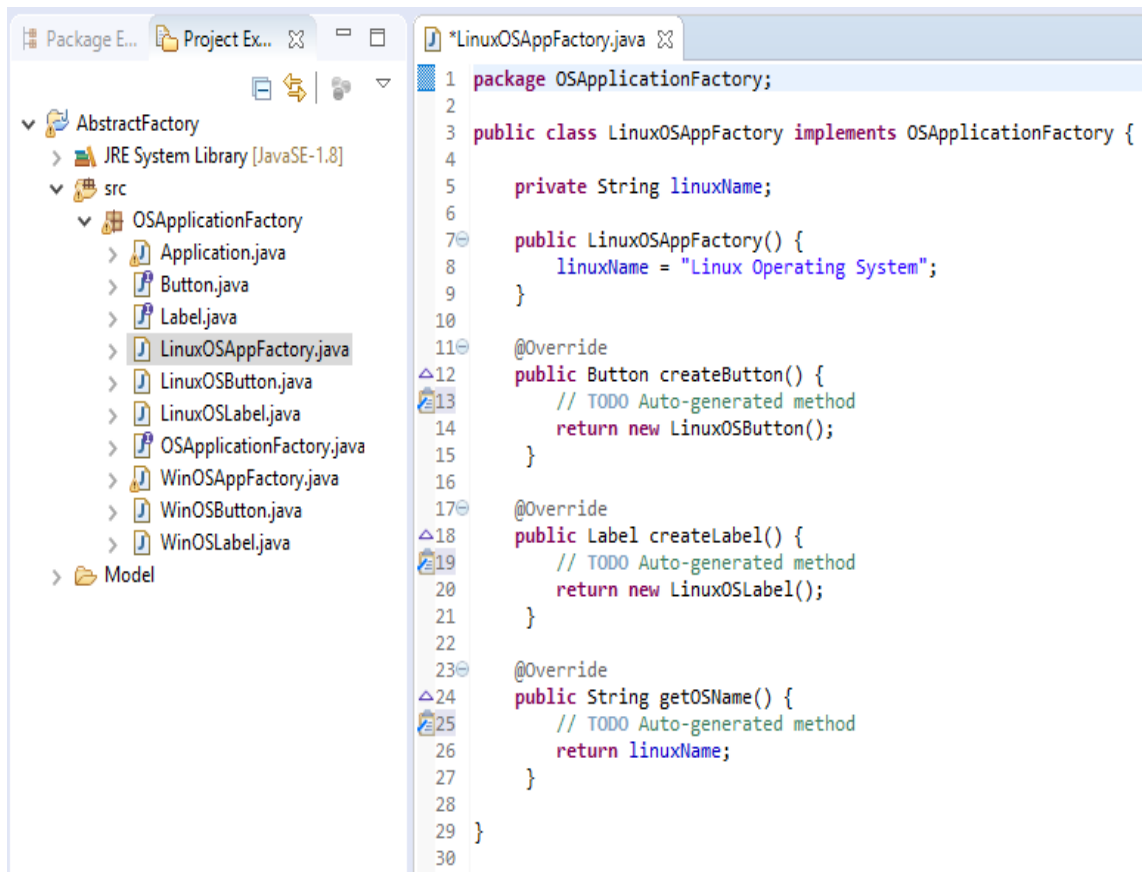 Package E...
Project Ex...
AbstractFactory
JRE System Library [JavaSE-1.8]
src
OSApplicationFactory
Application.java
Button.java
Label.java
LinuxOSAppFactory.java
LinuxOSButton.java
LinuxOSLabel.java
OSApplicationFactory.java
WinOSAppFactory.java
WinOSButton.java
WinOSLabel.java
Model
*LinuxOSAppFactory.java
1 package OSApplicationFactory;
2
3 public class LinuxOSAppFactory implements OSApplicationFactory {
4
5 private String linuxName;
6
7 public LinuxOSAppFactory() {
8 linuxName = "Linux Operating System";
9 }
10
11 @Override
12 public Button createButton() {
13 // TODO Auto-generated method
14 return new LinuxOSButton();
15 }
16
17 @Override
18 public Label createLabel() {
19 // TODO Auto-generated method
20 return new LinuxOSLabel();
21 }
22
23 @Override
24 public String getOSName() {
25 // TODO Auto-generated method
26 return linuxName;
27 }
28
29 }
30